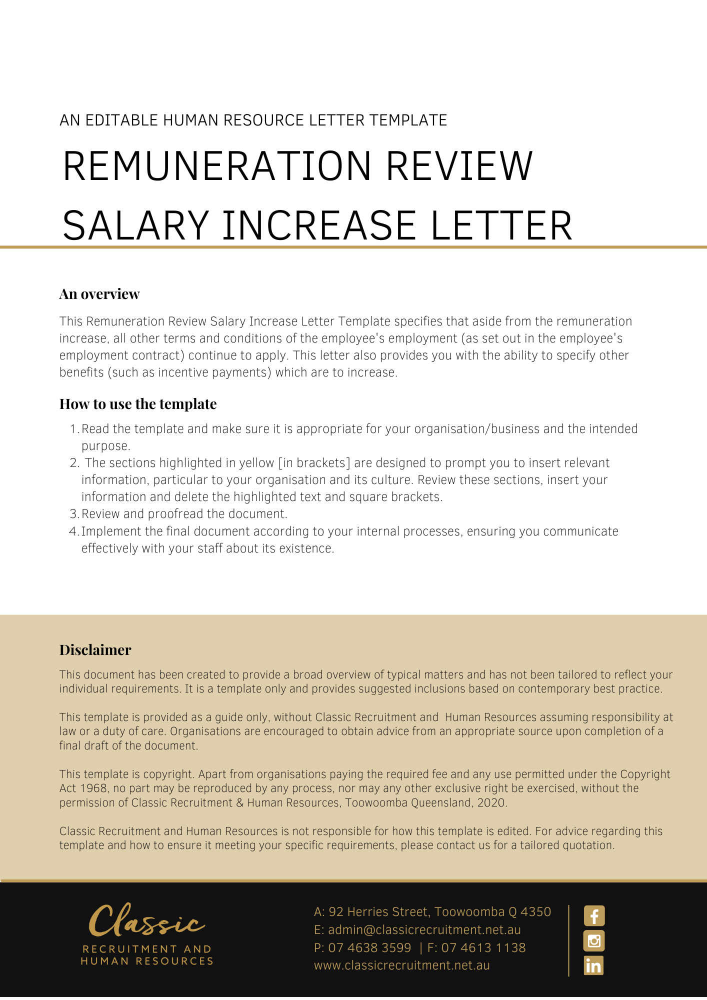 AN EDITABLE HUMAN RESOURCE LETTER TEMPLATE
REMUNERATION REVIEW
SALARY INCREASE LETTER
An overview
This Remuneration Review Salary Increase Letter Template specifies that aside from the remuneration
increase, all other terms and conditions of the employee's employment (as set out in the employee's
employment contract) continue to apply. This letter also provides you with the ability to specify other
benefits (such as incentive payments) which are to increase.
How to use the template
1. Read the template and make sure it is appropriate for your organisation/business and the intended
purpose.
2. The sections highlighted in yellow [in brackets] are designed to prompt you to insert relevant
information, particular to your organisation and its culture. Review these sections, insert your
information and delete the highlighted text and square brackets.
3. Review and proofread the document.
4. Implement the final document according to your internal processes, ensuring you communicate
effectively with your staff about its existence.
Disclaimer
This document has been created to provide a broad overview of typical matters and has not been tailored to reflect your
individual requirements. It is a template only and provides suggested inclusions based on contemporary best practice.
This template is provided as a guide only, without Classic Recruitment and Human Resources assuming responsibility at
law or a duty of care. Organisations are encouraged to obtain advice from an appropriate source upon completion of a
final draft of the document.
This template is copyright. Apart from organisations paying the required fee and any use permitted under the Copyright
Act 1968, no part may be reproduced by any process, nor may any other exclusive right be exercised, without the
permission of Classic Recruitment & Human Resources, Toowoomba Queensland, 2020.
Classic Recruitment and Human Resources is not responsible for how this template is edited. For advice regarding this
template and how to ensure it meeting your specific requirements, please contact us for a tailored quotation.
Classic
RECRUITMENT AND
HUMAN RESOURCES
A: 92 Herries Street, Toowoomba Q 4350
E: admin@classicrecruitment.net.au
P: 07 4638 3599 | F: 07 4613 1138
www.classicrecruitment.net.au